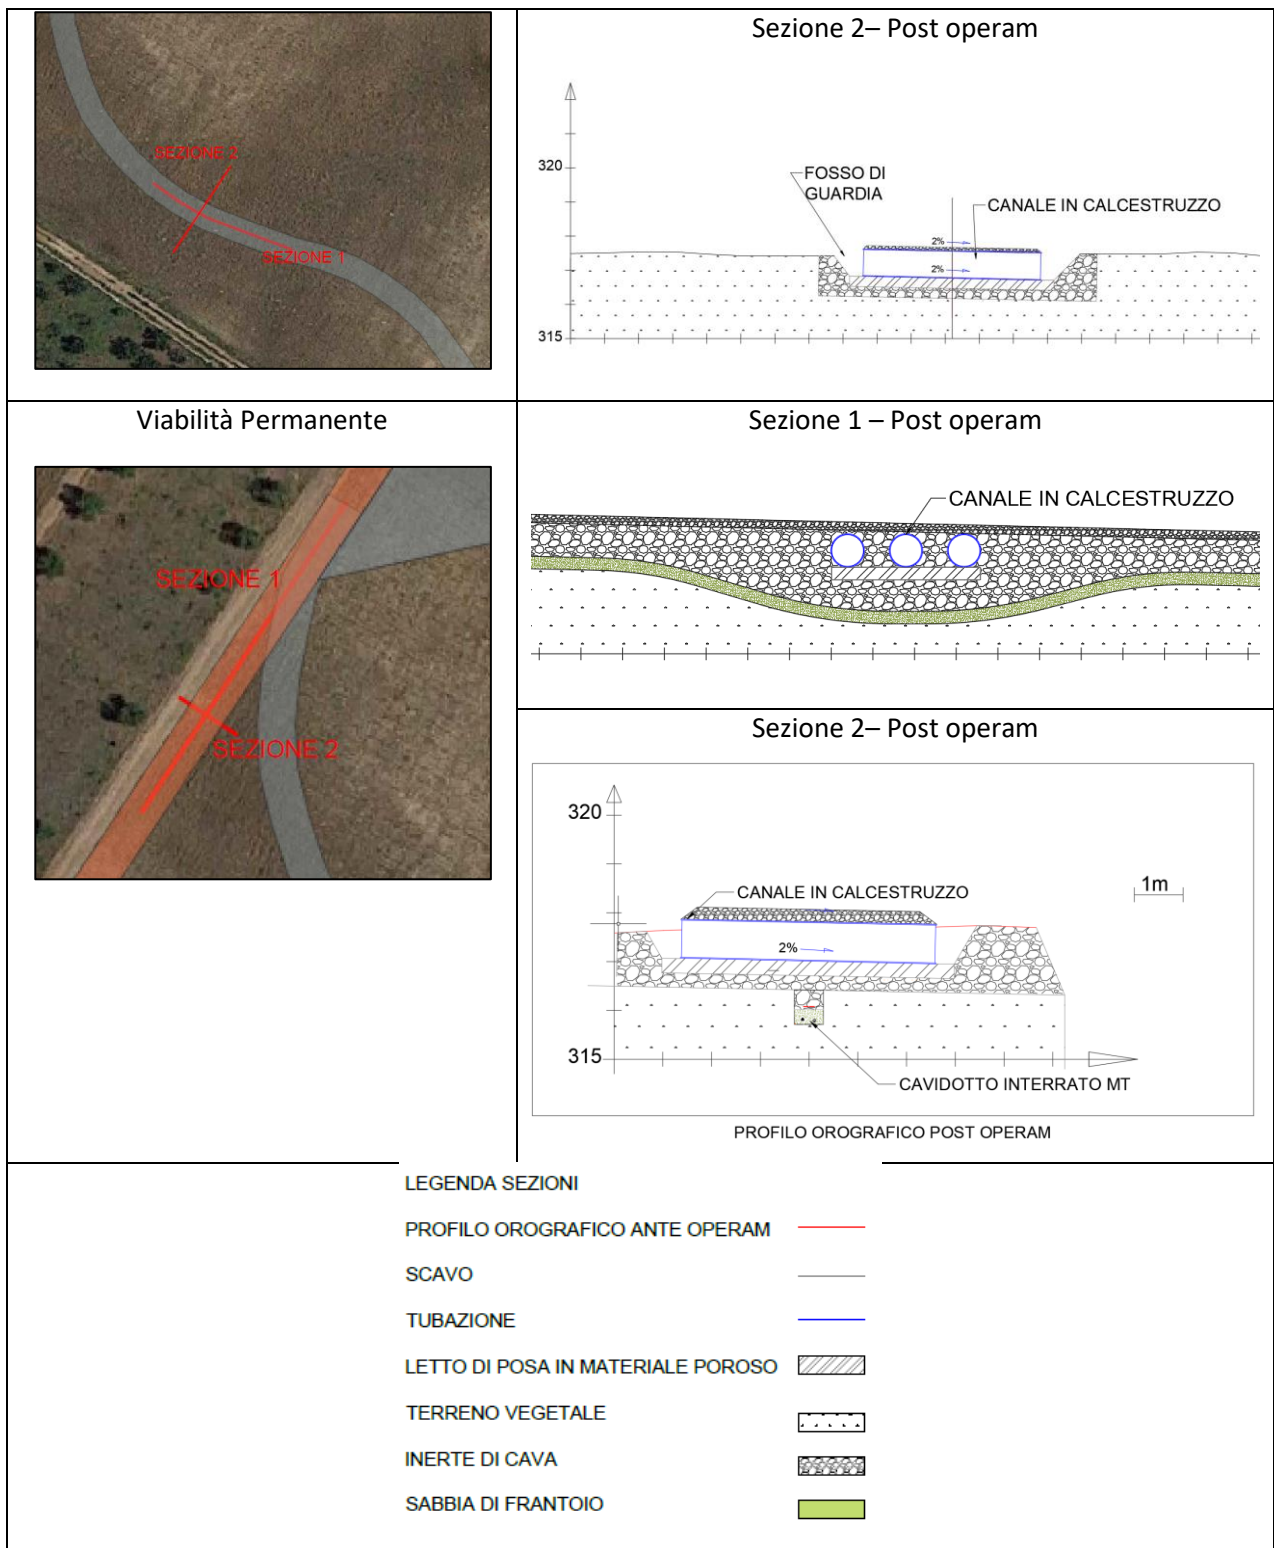 Sezione 2– Post operam
SEZIONE 2
SEZIONE 1
320
315
FOSSO DI
GUARDIA
CANALE IN CALCESTRUZZO
2%
2%
Viabilità Permanente
SEZIONE 1
SEZIONE 2
Sezione 1 – Post operam
CANALE IN CALCESTRUZZO
Sezione 2– Post operam
320
315
CANALE IN CALCESTRUZZO
1m
2%
CAVIDOTTO INTERRATO MT
PROFILO OROGRAFICO POST OPERAM
LEGENDA SEZIONI
PROFILO OROGRAFICO ANTE OPERAM
SCAVO
TUBAZIONE
LETTO DI POSA IN MATERIALE POROSO
TERRENO VEGETALE
INERTE DI CAVA
SABBIA DI FRANTOIO